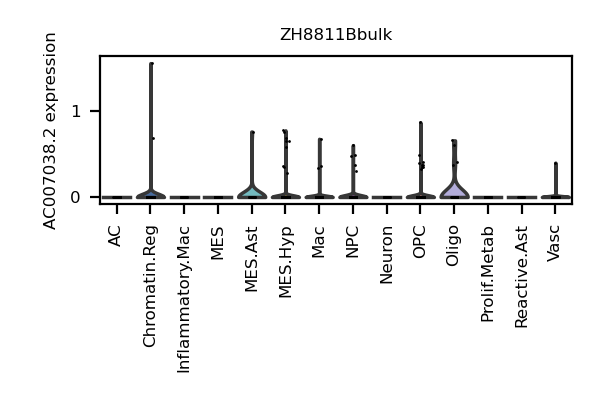 ZH8811Bbulk
AC007038.2 expression
1
0
AC
Chromatin.Reg
Inflammatory.Mac
MES
MES.Ast
MES.Hyp
Mac
NPC
Neuron
OPC
Oligo
Prolif.Metab
Reactive.Ast
Vasc